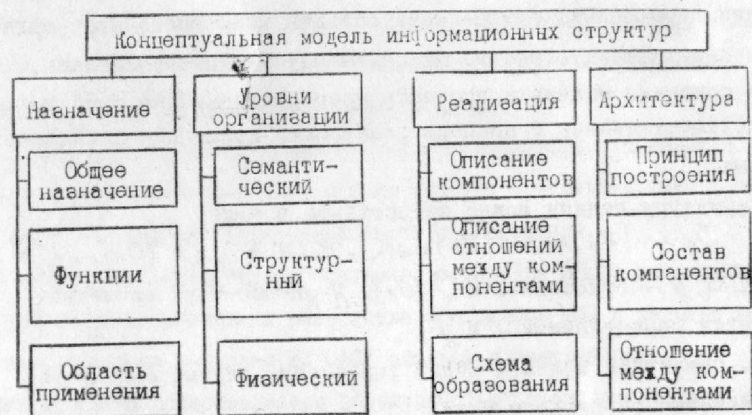 Концептуальная модель информационных структур
Назначение
Уровни
организации
Реализация
Архитектура
Общее
назначение
Семанти-
ческий
Описание
компонентов
Принцип
построения
Функции
Структур-
ный
Описание
отношений
между ком-
понентами
Состав
компанентов
Область
применения
Физический
Схема
образования
Отношение
между ком-
понентами